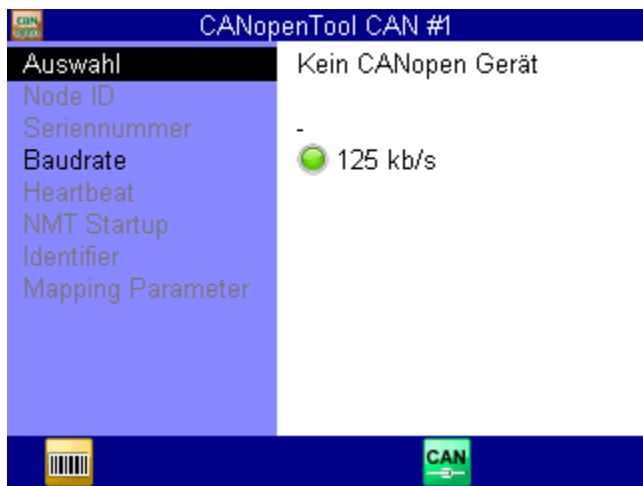 CANopenTool CAN #1
Auswahl Kein CANopen Gerät
Node ID
Seriennummer -
Baudrate 125 kb/s
Heartbeat
NMT Startup
Identifier
Mapping Parameter
CAN